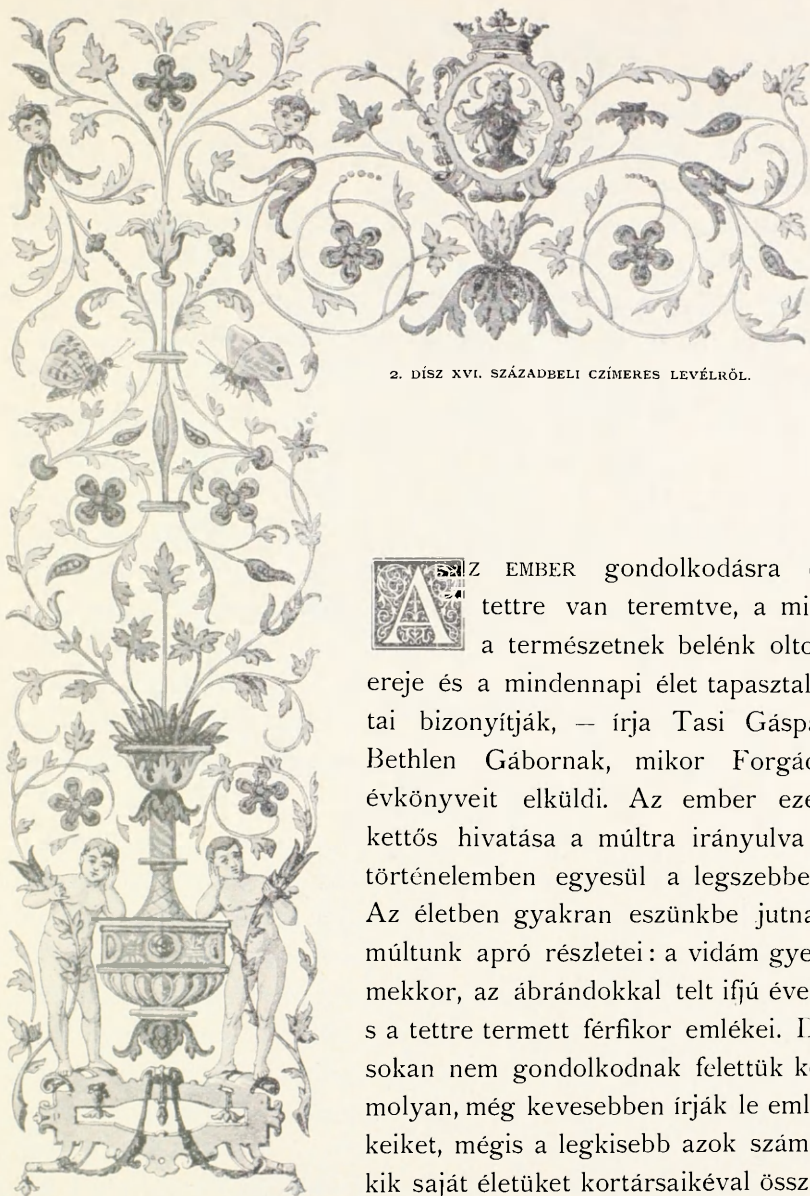 2. DÍSZ XVI. SZÁZADBELI CZÍMERES LEVÉLRŐL.
AZ EMBER gondolkodásra
tettre van teremtve, a mi
a természetnek belénk olto
ereje és a mindennapi élet tapasztal
tai bizonyítják, — írja Tasi Gáspá
Bethlen Gábornak, mikor Forgác
évkönyveit elküldi. Az ember eze
kettős hivatása a múltra irányulva
történelemben egyesül a legszebbe
Az életben gyakran eszünkbe jutna
múltunk apró részletei: a vidám gye
mekkor, az ábrándokkal telt ifjú éve
s a tettre termett férfikor emlékei.
sokan nem gondolkodnak felettük ko
molyan, még kevesebben írják le eml
keiket, mégis a legkisebb azok szám
kik saját életüket kortársaikéval össz